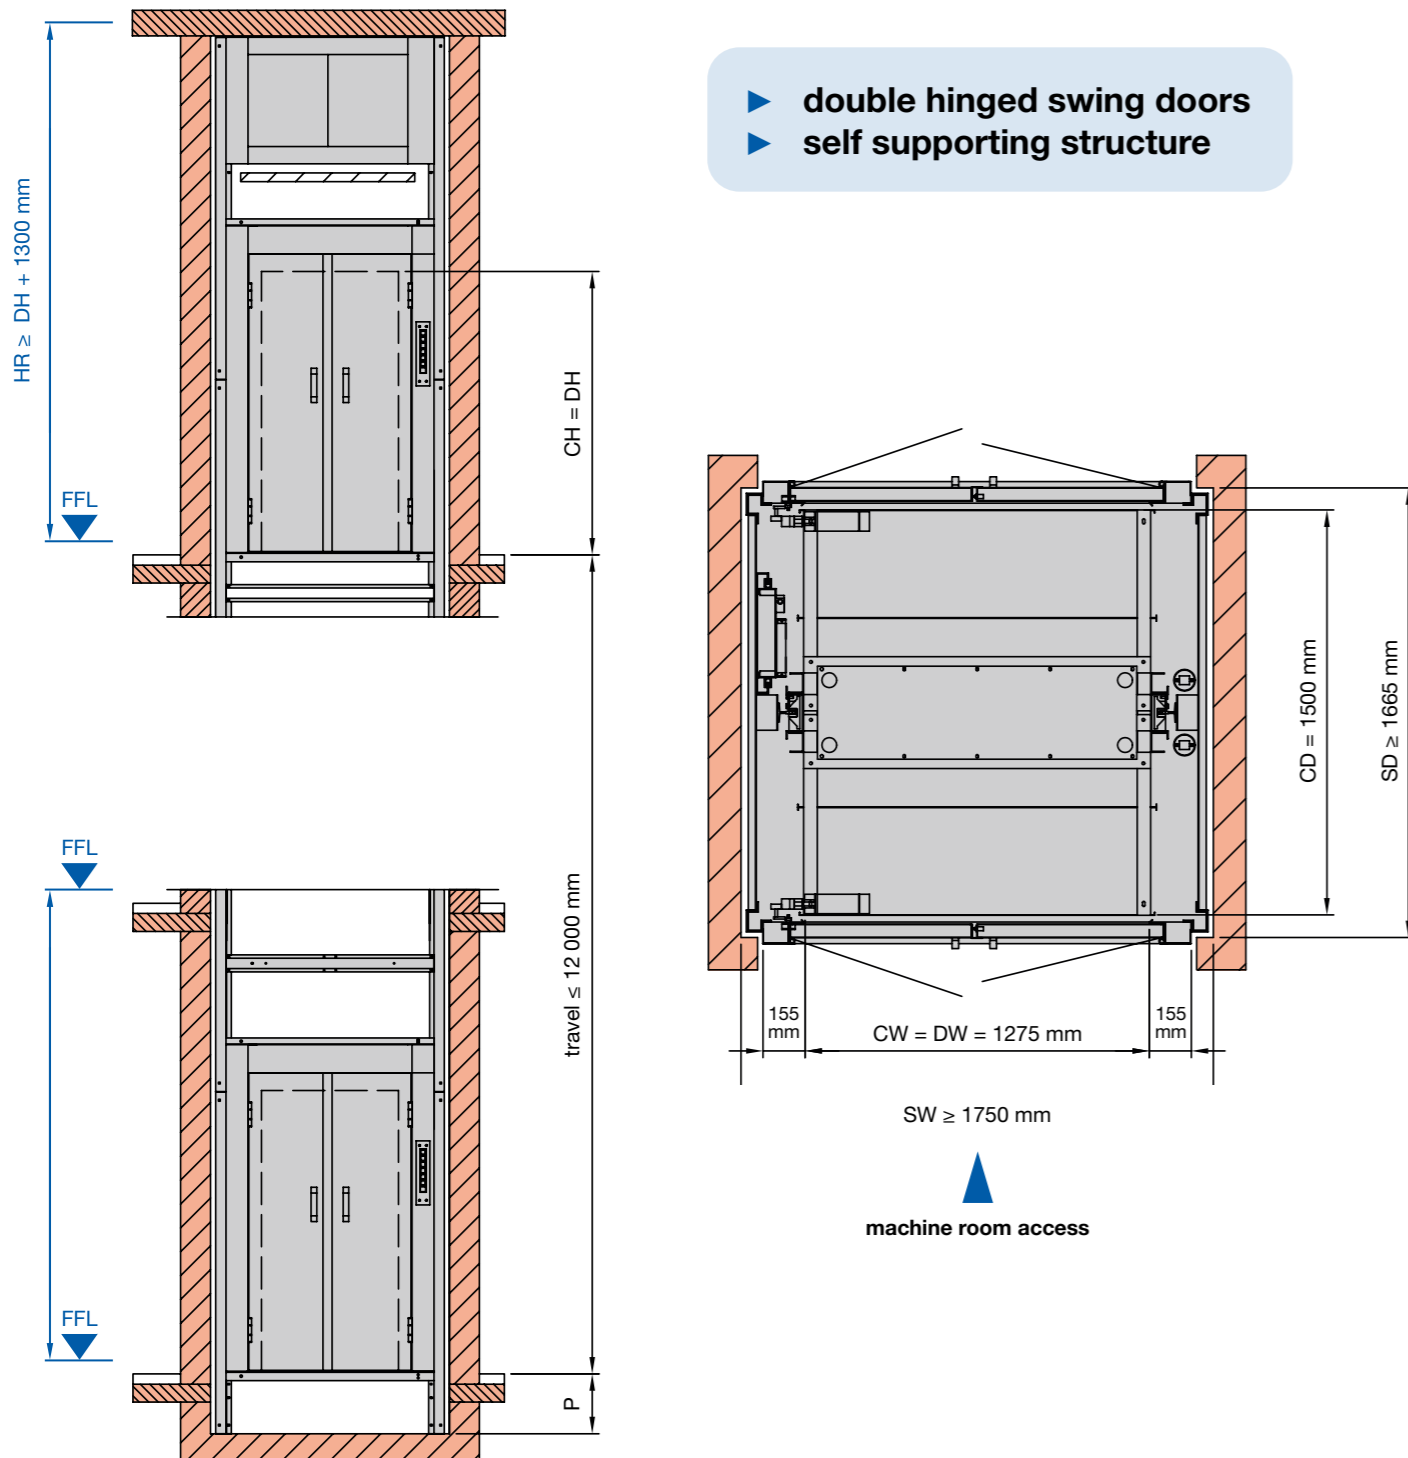 ► double hinged swing doors
► self supporting structure
HR ≥ DH + 1300 mm
FFL
CH = DH
FFL
travel ≤ 12 000 mm
FFL
P
CD = 1500 mm
SD ≥ 1665 mm
155
mm
CW = DW = 1275 mm
155
mm
SW ≥ 1750 mm
machine room access